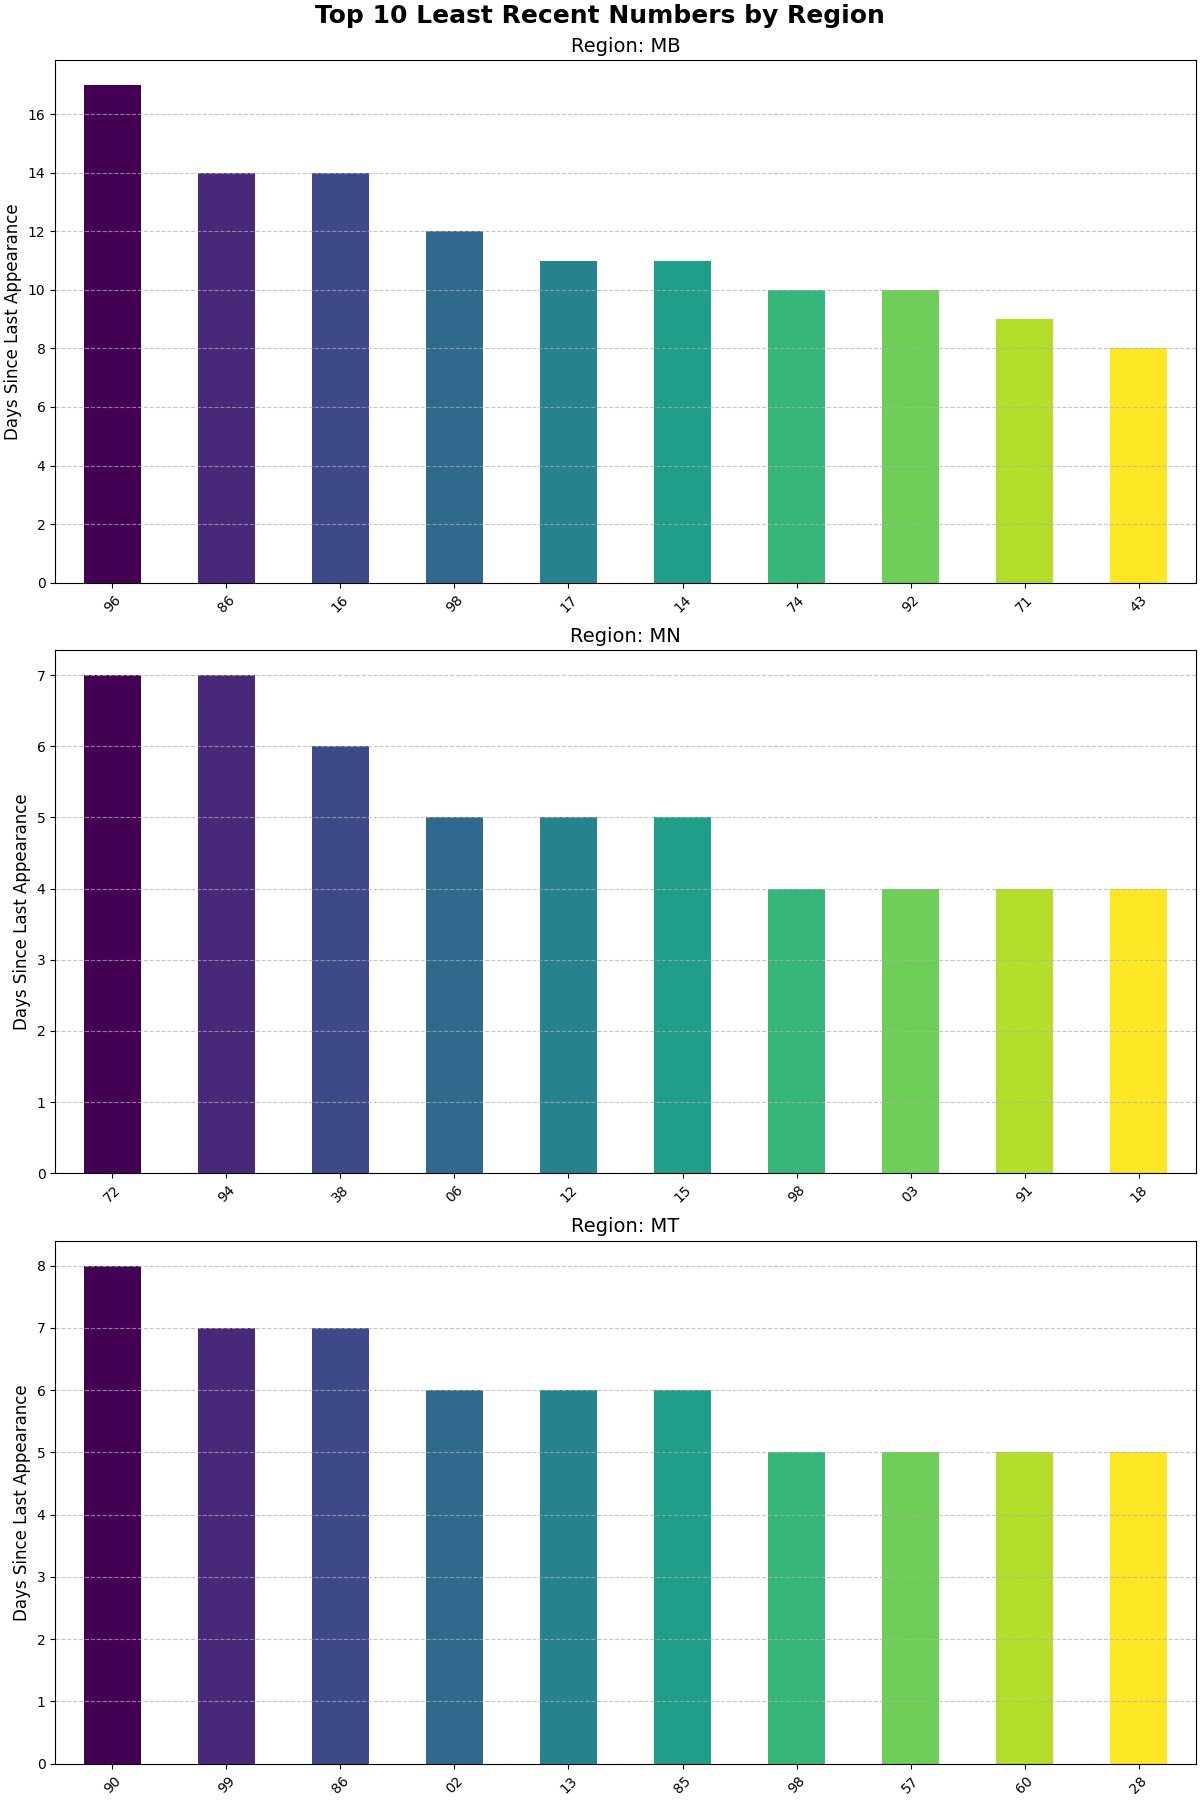 Top 10 Least Recent Numbers by Region
Region: MB
Days Since Last Appearance
16
14
12
10
8
6
4
2
0
96 86 16 98 17 14 74 92 71 43
Region: MN
Days Since Last Appearance
7
6
5
4
3
2
1
0
72 94 38 06 12 15 98 03 91 18
Region: MT
Days Since Last Appearance
8
7
6
5
4
3
2
1
0
90 99 86 02 13 85 98 57 60 28